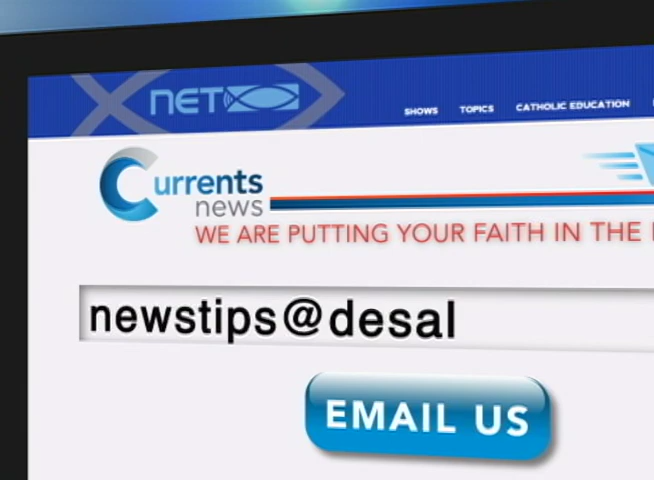 NET
SHOWS TOPICS CATHOLIC EDUCATION
Currents
news
WE ARE PUTTING YOUR FAITH IN THE
newstips@desal
EMAIL US